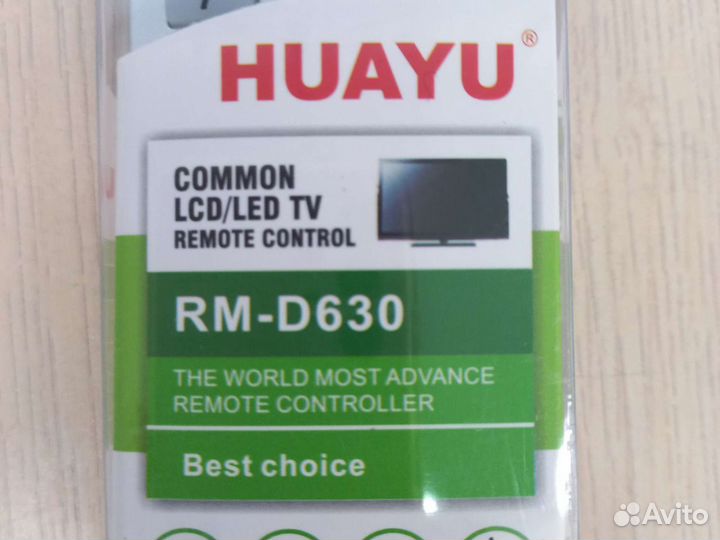 HUAYU®
COMMON
LCD/LED TV
REMOTE CONTROL
RM-D630
THE WORLD MOST ADVANCE
REMOTE CONTROLLER
Best choice
Avito